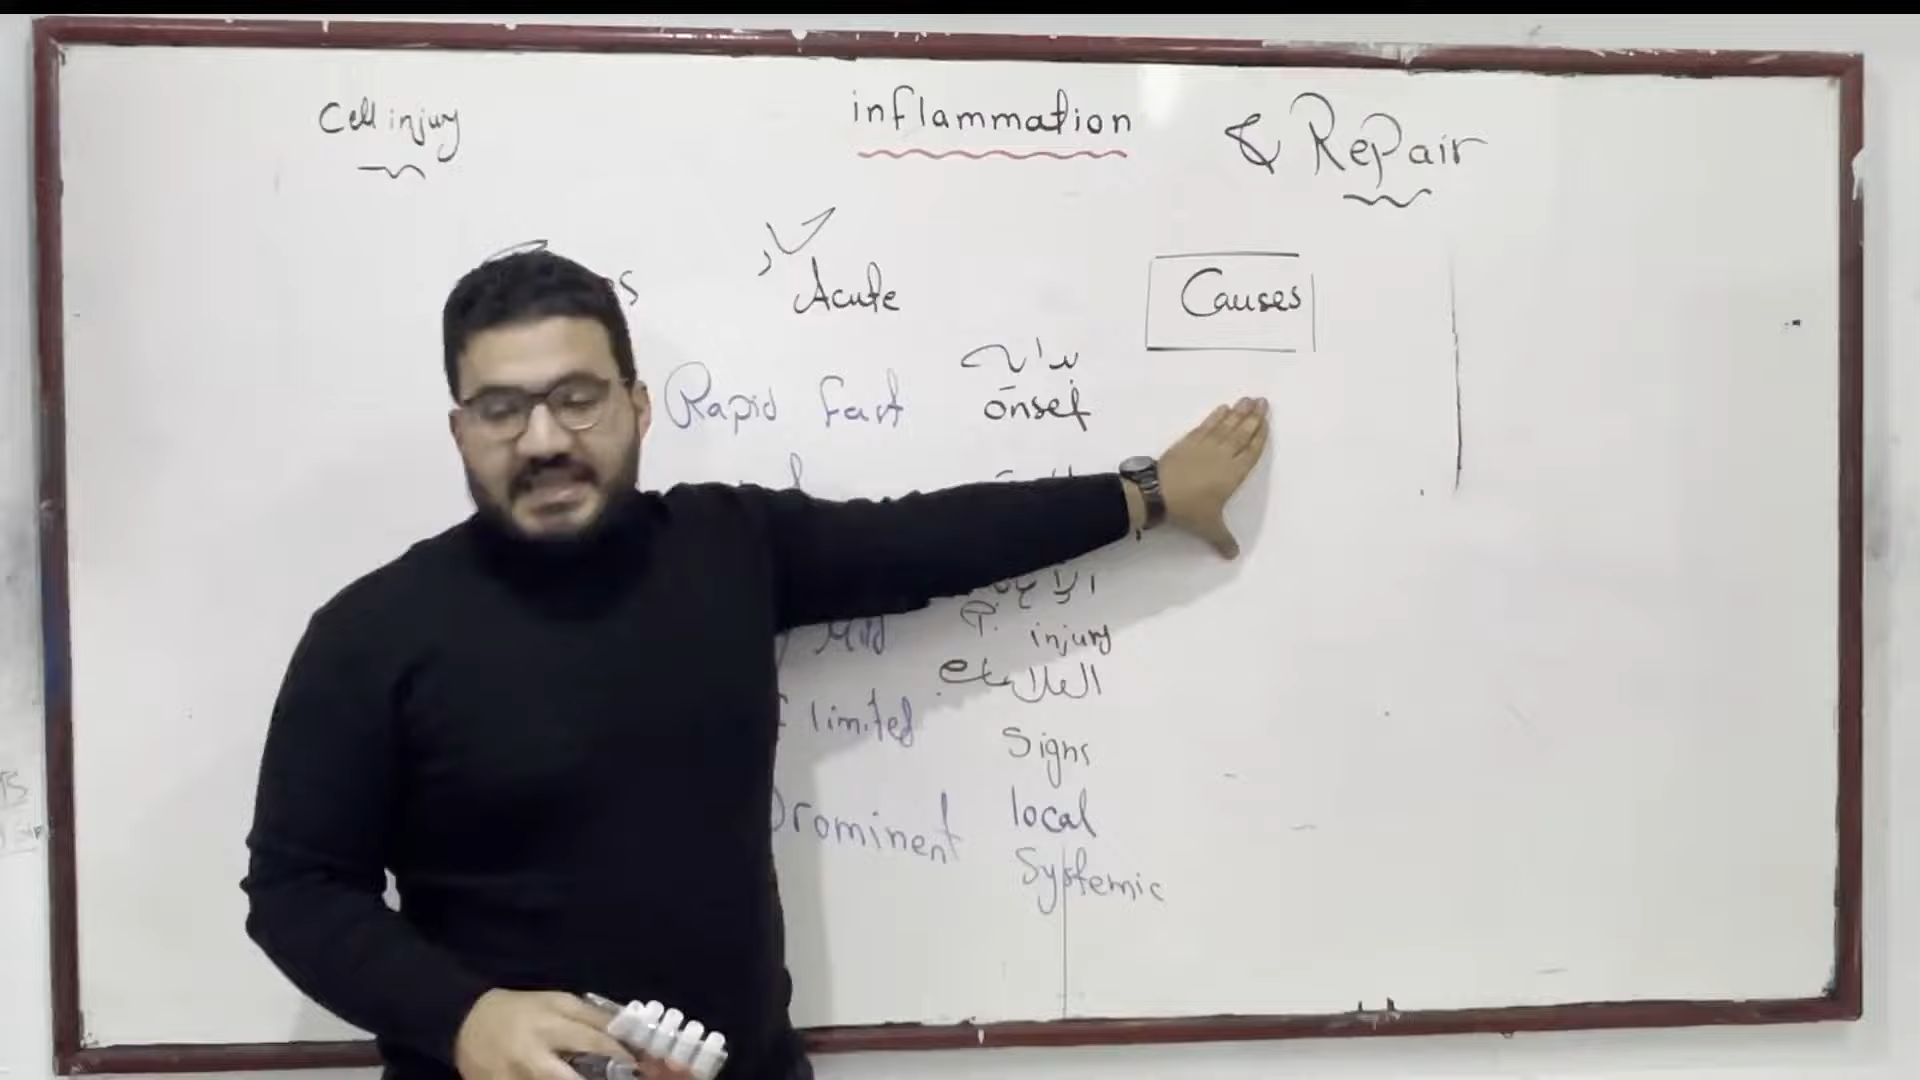 Cell injury
inflammation
& Repair
Acute
Causes
بداية
Rapid fast onset
injury
العلامات
limited
Signs
Prominent local
Systemic